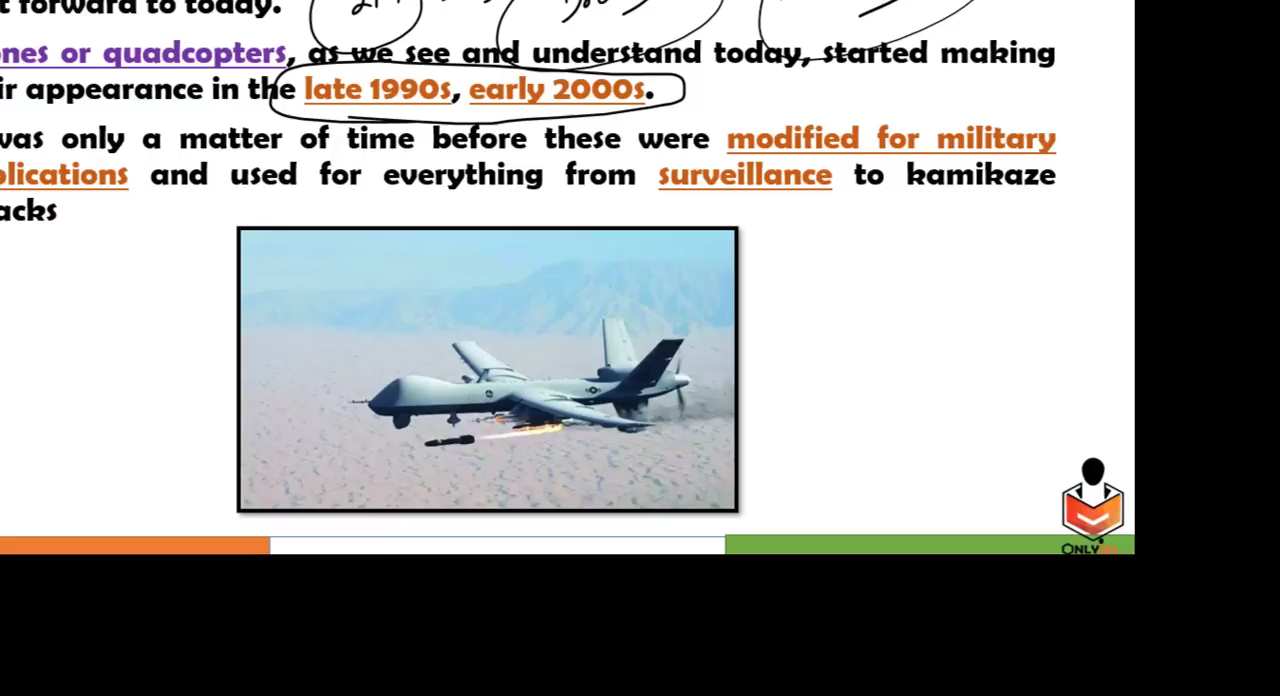 t forward to today.
ones or quadcopters, as we see and understand today, started making
ir appearance in the late 1990s, early 2000s.
was only a matter of time before these were modified for military
plications and used for everything from surveillance to kamikaze
acks
ONLY